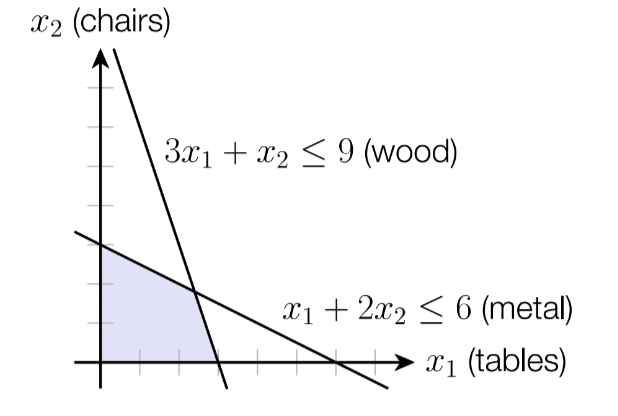 x₂ (chairs)
3x₁ + x₂ ≤ 9 (wood)
x₁ + 2x₂ ≤ 6 (metal)
x₁ (tables)